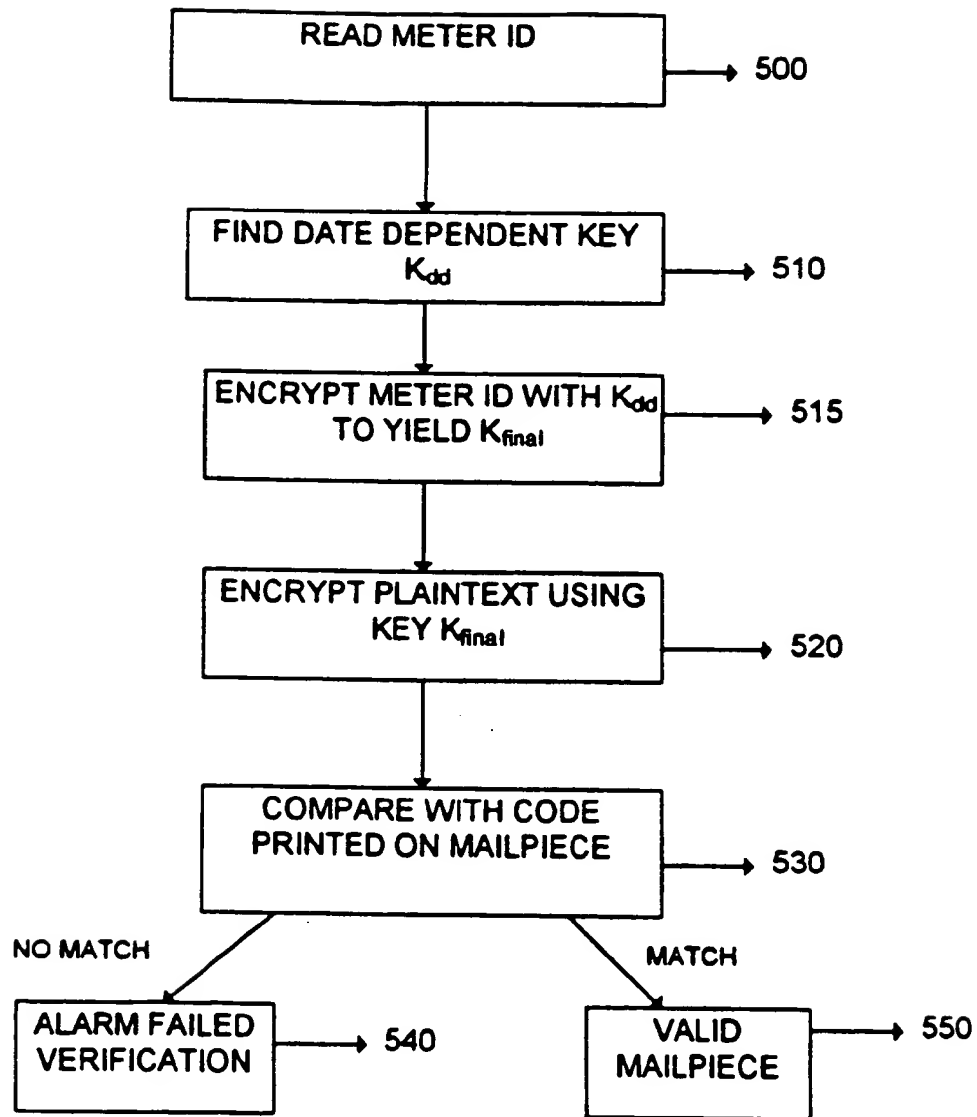 READ METER ID
500
FIND DATE DEPENDENT KEY
Kdd
510
ENCRYPT METER ID WITH Kdd
TO YIELD Kfinal
515
ENCRYPT PLAINTEXT USING
KEY Kfinal
520
COMPARE WITH CODE
PRINTED ON MAILPIECE
530
NO MATCH
MATCH
ALARM FAILED
VERIFICATION
540
VALID
MAILPIECE
550